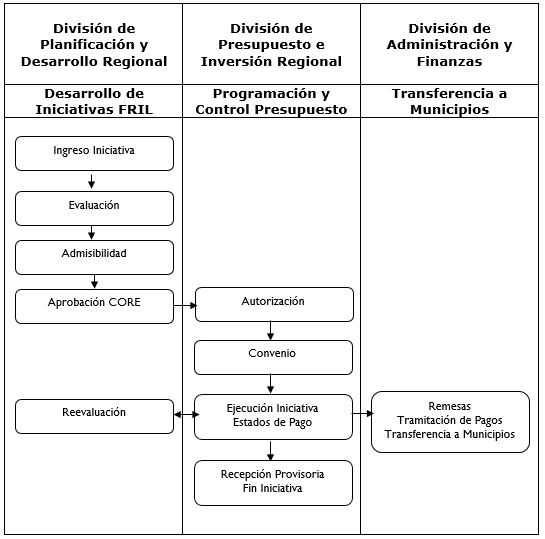 División de
Planificación y
Desarrollo Regional
División de
Presupuesto e
Inversión Regional
División de
Administración y
Finanzas
Desarrollo de
Iniciativas FRIL
Programación y
Control Presupuesto
Transferencia a
Municipios
Ingreso Iniciativa
Evaluación
Admisibilidad
Aprobación CORE
Autorización
Convenio
Reevaluación
Ejecución Iniciativa
Estados de Pago
Remesas
Tramitación de Pagos
Transferencia a Municipios
Recepción Provisoria
Fin Iniciativa